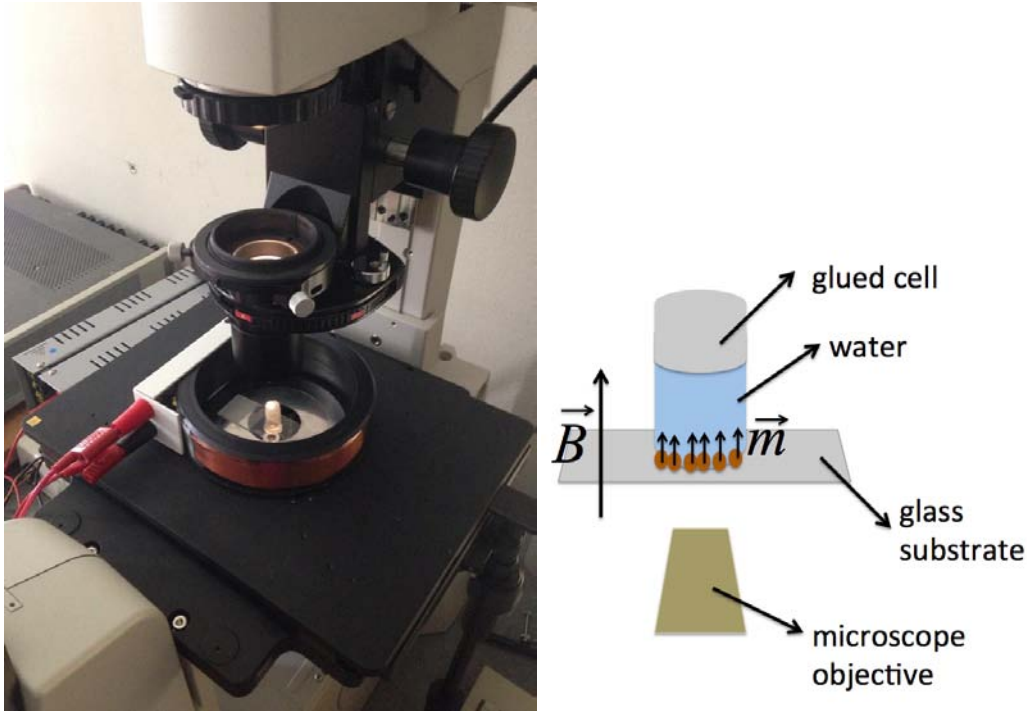 glued cell
water
B
m
glass
substrate
microscope
objective